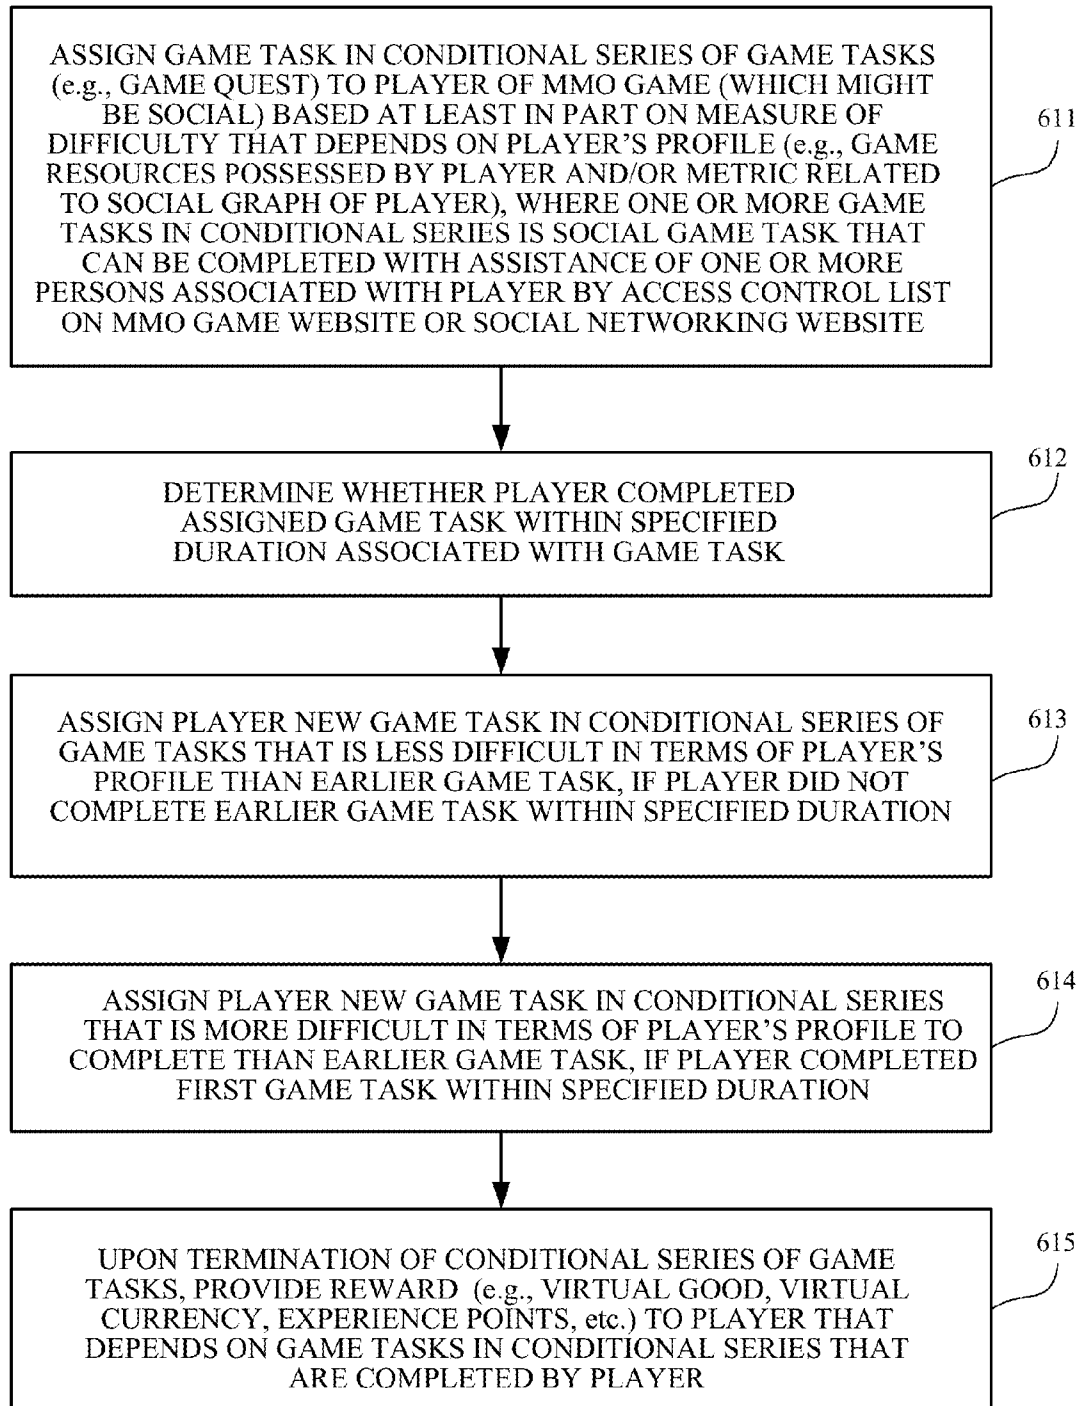 ASSIGN GAME TASK IN CONDITIONAL SERIES OF GAME TASKS
(e.g., GAME QUEST) TO PLAYER OF MMO GAME (WHICH MIGHT
BE SOCIAL) BASED AT LEAST IN PART ON MEASURE OF
DIFFICULTY THAT DEPENDS ON PLAYER'S PROFILE (e.g., GAME
RESOURCES POSSESSED BY PLAYER AND/OR METRIC RELATED
TO SOCIAL GRAPH OF PLAYER), WHERE ONE OR MORE GAME
TASKS IN CONDITIONAL SERIES IS SOCIAL GAME TASK THAT
CAN BE COMPLETED WITH ASSISTANCE OF ONE OR MORE
PERSONS ASSOCIATED WITH PLAYER BY ACCESS CONTROL LIST
ON MMO GAME WEBSITE OR SOCIAL NETWORKING WEBSITE
611
DETERMINE WHETHER PLAYER COMPLETED
ASSIGNED GAME TASK WITHIN SPECIFIED
DURATION ASSOCIATED WITH GAME TASK
612
ASSIGN PLAYER NEW GAME TASK IN CONDITIONAL SERIES OF
GAME TASKS THAT IS LESS DIFFICULT IN TERMS OF PLAYER'S
PROFILE THAN EARLIER GAME TASK, IF PLAYER DID NOT
COMPLETE EARLIER GAME TASK WITHIN SPECIFIED DURATION
613
ASSIGN PLAYER NEW GAME TASK IN CONDITIONAL SERIES
THAT IS MORE DIFFICULT IN TERMS OF PLAYER'S PROFILE TO
COMPLETE THAN EARLIER GAME TASK, IF PLAYER COMPLETED
FIRST GAME TASK WITHIN SPECIFIED DURATION
614
UPON TERMINATION OF CONDITIONAL SERIES OF GAME
TASKS, PROVIDE REWARD (e.g., VIRTUAL GOOD, VIRTUAL
CURRENCY, EXPERIENCE POINTS, etc.) TO PLAYER THAT
DEPENDS ON GAME TASKS IN CONDITIONAL SERIES THAT
ARE COMPLETED BY PLAYER
615